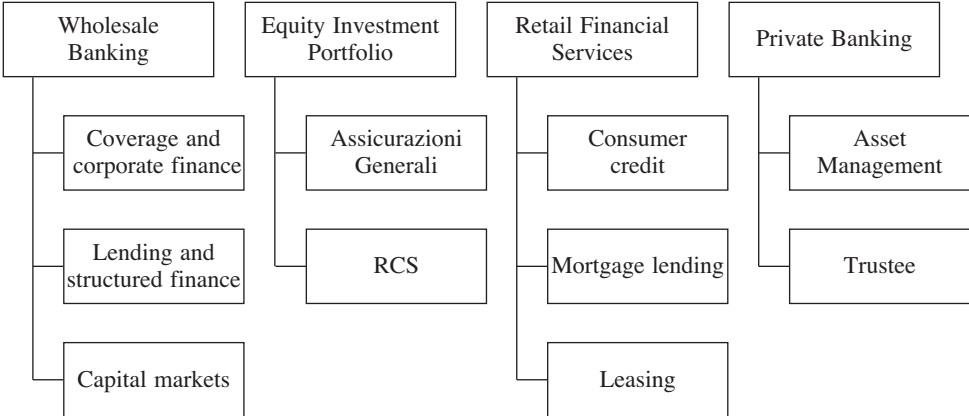 Wholesale
Banking
Equity Investment
Portfolio
Retail Financial
Services
Private Banking
Coverage and
corporate finance
Assicurazioni
Generali
Consumer
credit
Asset
Management
Lending and
structured finance
RCS
Mortgage lending
Trustee
Capital markets
Leasing